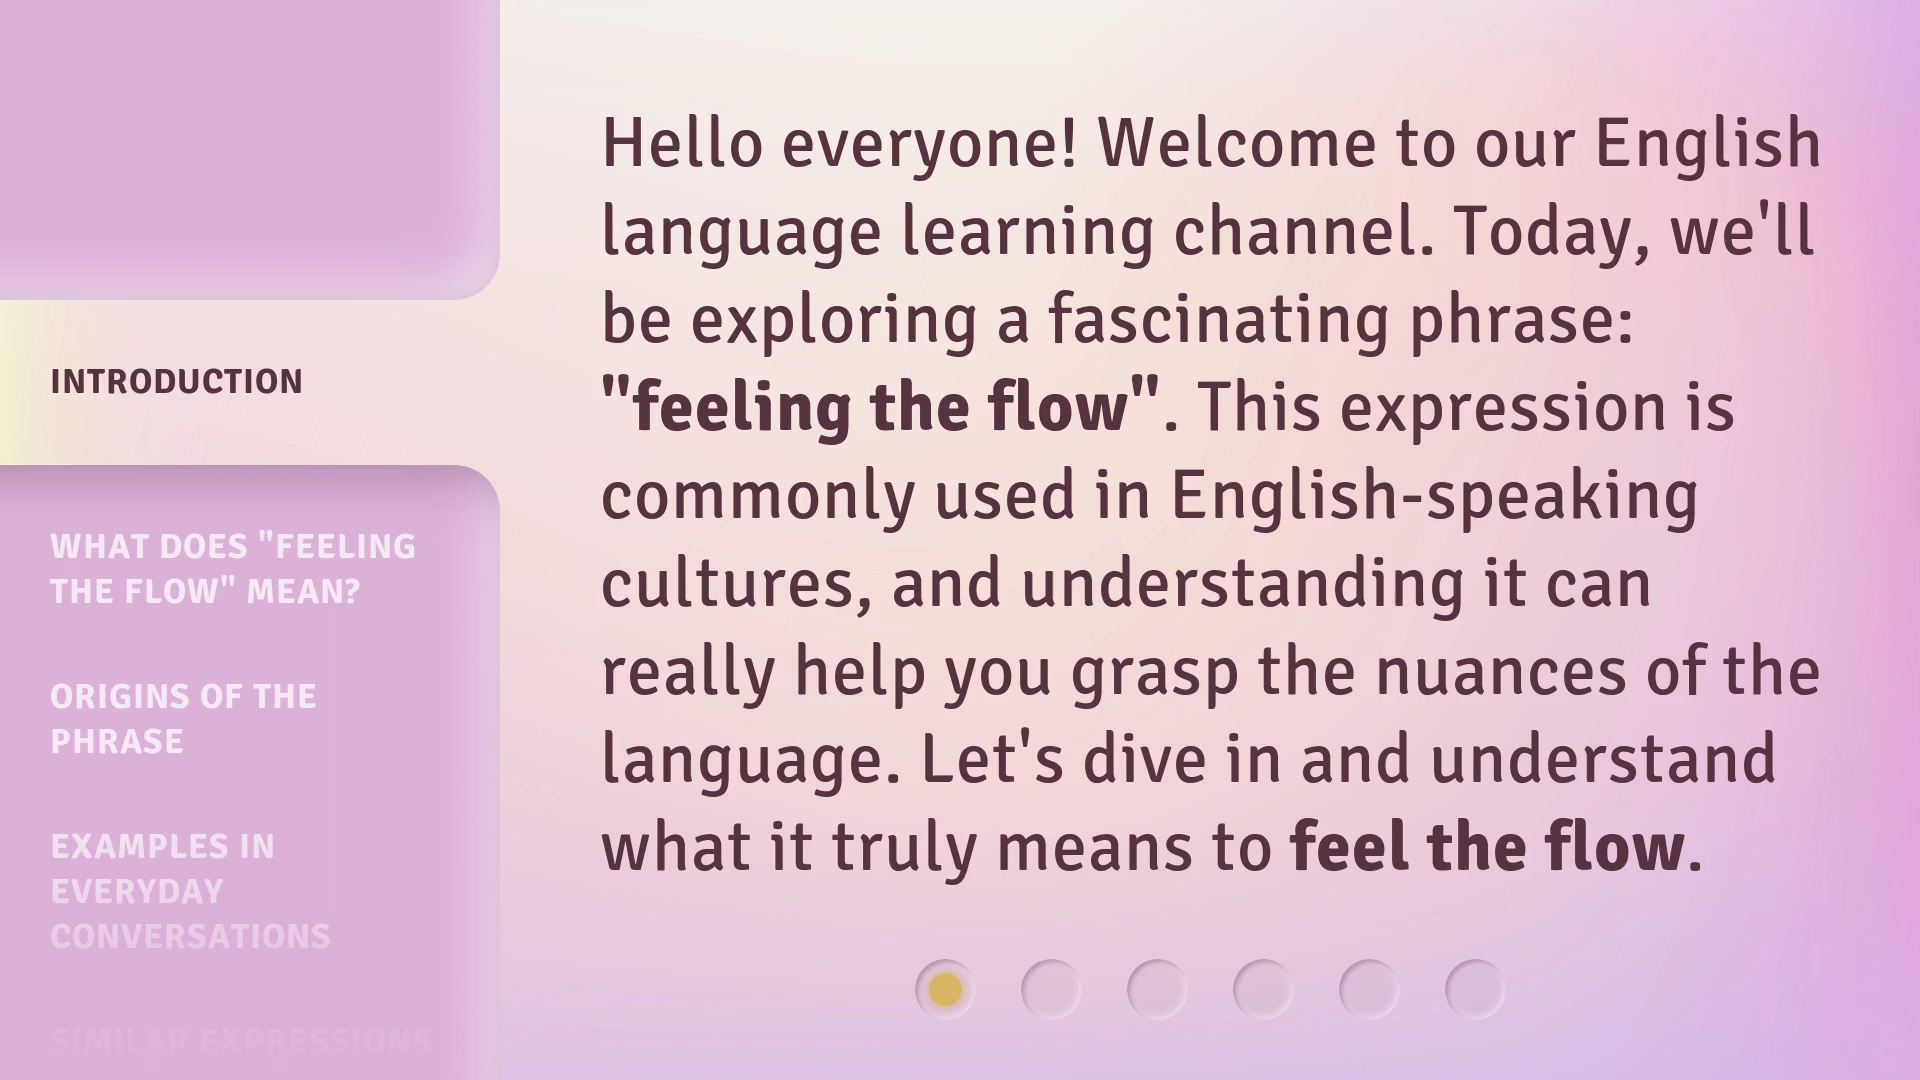 INTRODUCTION
WHAT DOES "FEELING
THE FLOW" MEAN?
ORIGINS OF THE
PHRASE
EXAMPLES IN
EVERYDAY
CONVERSATIONS
SIMILAR EXPRESSIONS
Hello everyone! Welcome to our English
language learning channel. Today, we'll
be exploring a fascinating phrase:
"feeling the flow". This expression is
commonly used in English-speaking
cultures, and understanding it can
really help you grasp the nuances of the
language. Let's dive in and understand
what it truly means to feel the flow.